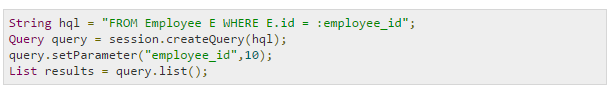 String hql = "FROM Employee E WHERE E.id = :employee_id";
Query query = session.createQuery(hql);
query.setParameter("employee_id",10);
List results = query.list();